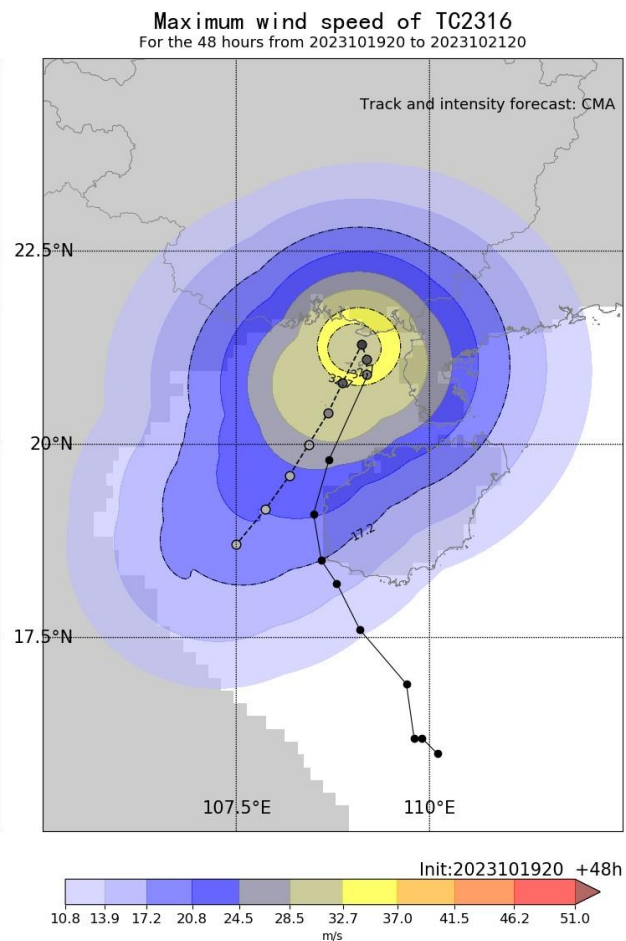 Maximum wind speed of TC2316
For the 48 hours from 2023101920 to 2023102120
Track and intensity forecast: CMA
22.5°N
20°N
17.2
17.5°N
107.5°E 110°E
Init:2023101920 +48h
10.8 13.9 17.2 20.8 24.5 28.5 32.7 37.0 41.5 46.2 51.0
m/s